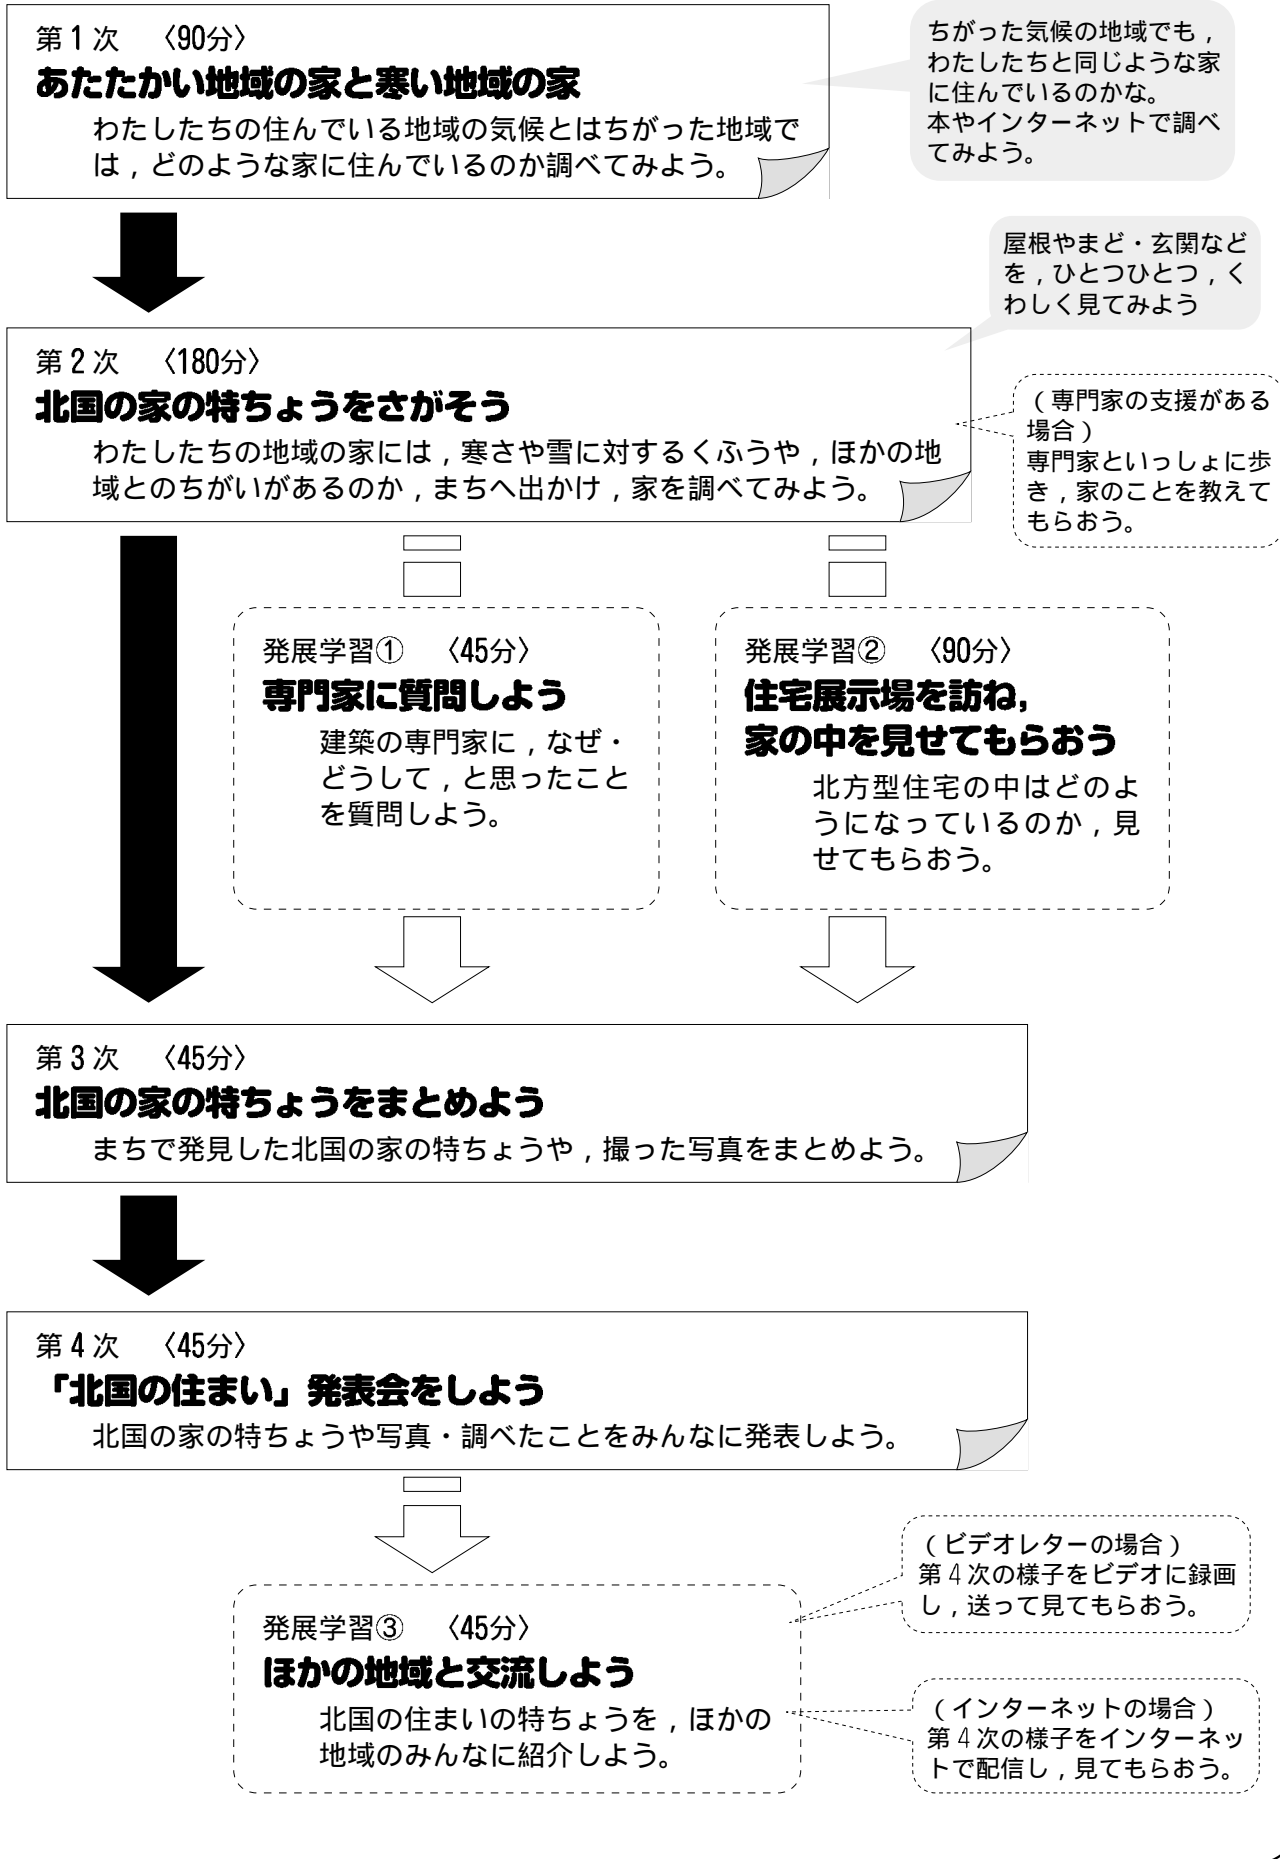 第1次 〈90分〉
あたたかい地域の家と寒い地域の家
わたしたちの住んでいる地域の気候とはちがった地域で
は,どのような家に住んでいるのか調べてみよう。
ちがった気候の地域でも,
わたしたちと同じような家
に住んでいるのかな。
本やインターネットで調べ
てみよう。
屋根やまど・玄関など
を,ひとつひとつ,く
わしく見てみよう
第2次 〈180分〉
北国の家の特ちょうをさがそう
わたしたちの地域の家には,寒さや雪に対するくふうや,ほかの地
域とのちがいがあるのか,まちへ出かけ,家を調べてみよう。
(専門家の支援がある
場合)
専門家といっしょに歩
き,家のことを教えて
もらおう。
発展学習① 〈45分〉
専門家に質問しよう
建築の専門家に,なぜ・
どうして,と思ったこと
を質問しよう。
発展学習② 〈90分〉
住宅展示場を訪ね,
家の中を見せてもらおう
北方型住宅の中はどのよ
うになっているのか,見
せてもらおう。
第3次 〈45分〉
北国の家の特ちょうをまとめよう
まちで発見した北国の家の特ちょうや,撮った写真をまとめよう。
第4次 〈45分〉
「北国の住まい」発表会をしよう
北国の家の特ちょうや写真・調べたことをみんなに発表しよう。
発展学習③ 〈45分〉
ほかの地域と交流しよう
北国の住まいの特ちょうを,ほかの
地域のみんなに紹介しよう。
(ビデオレターの場合)
第4次の様子をビデオに録画
し,送って見てもらおう。
(インターネットの場合)
第4次の様子をインターネッ
トで配信し,見てもらおう。